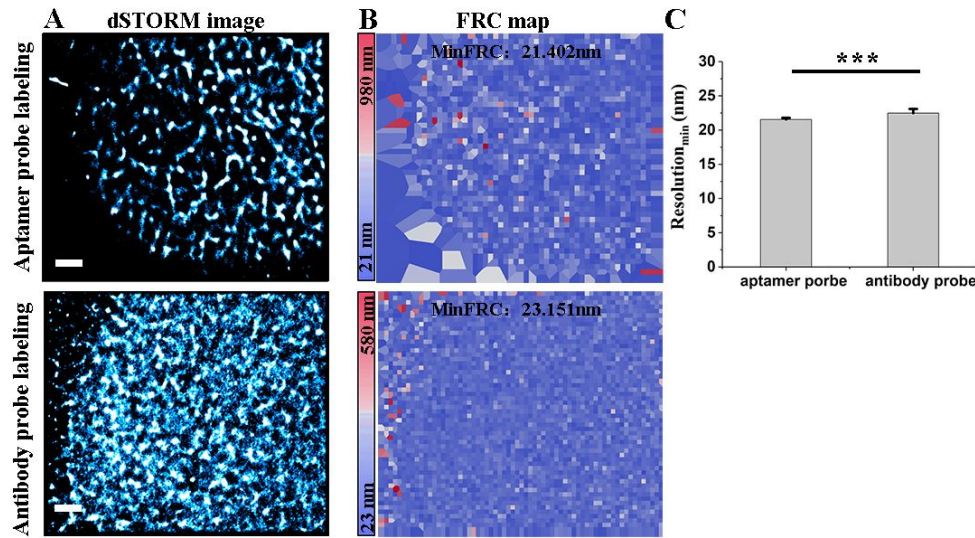 A
dSTORM image
Aptamer probe labeling
Antibody probe labeling
B
FRC map
980 nm
21 nm
MinFRC：21.402nm
580 nm
23 nm
MinFRC：23.151nm
C
***
Resolutionmin (nm)
30
25
20
15
10
5
0
aptamer porbe
antibody probe